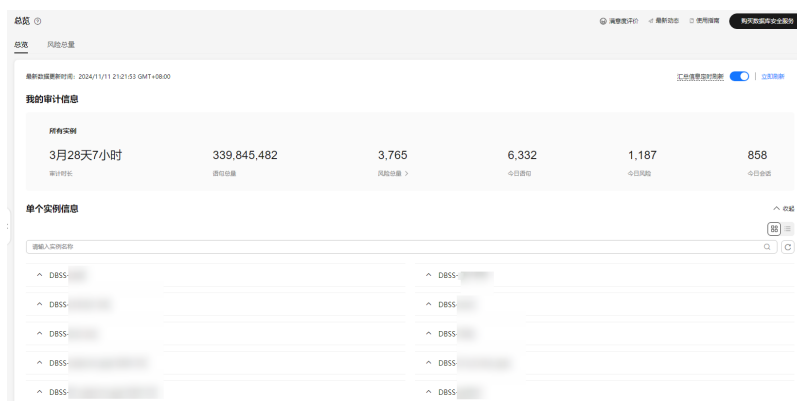 总览
满意度评价 最新动态 使用指南 购买数据库安全服务
总览 风险总量
最新数据更新时间：2024/11/11 21:21:53 GMT+08:00 汇总信息定时刷新 立即刷新
我的审计信息
所有实例
3月28天7小时 339,845,482 3,765 6,332 1,187 858
审计时长 语句总量 风险总量 今日语句 今日风险 今日会话
单个实例信息 收起
请输入实例名称
DBSS- DBSS-
DBSS- DBSS-
DBSS- DBSS-
DBSS- DBSS-
DBSS- DBSS-